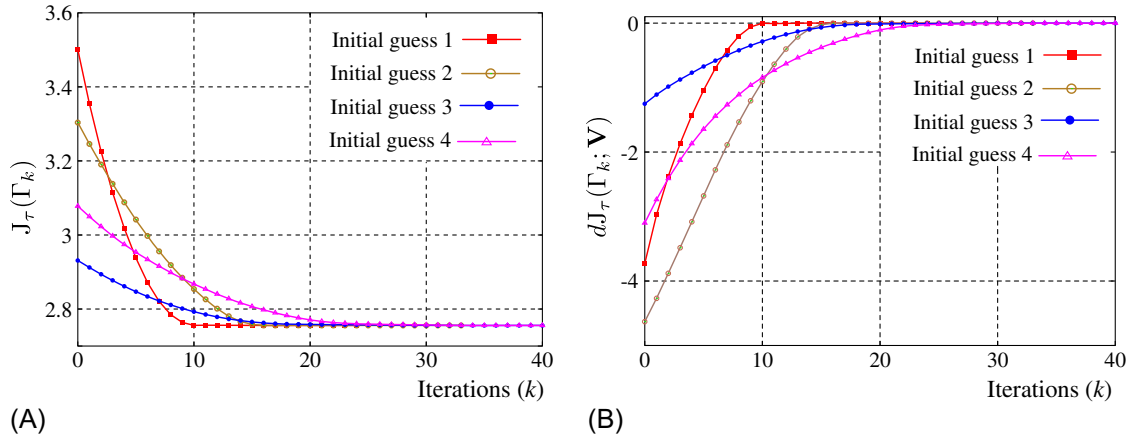 3.6
3.4
3.2
3
2.8
2.6
J_τ(Γ_k)
Initial guess 1
Initial guess 2
Initial guess 3
Initial guess 4
0
10
20
30
40
Iterations (k)
(A)
0
-2
-4
dJ_τ(Γ_k; V)
Initial guess 1
Initial guess 2
Initial guess 3
Initial guess 4
0
10
20
30
40
Iterations (k)
(B)